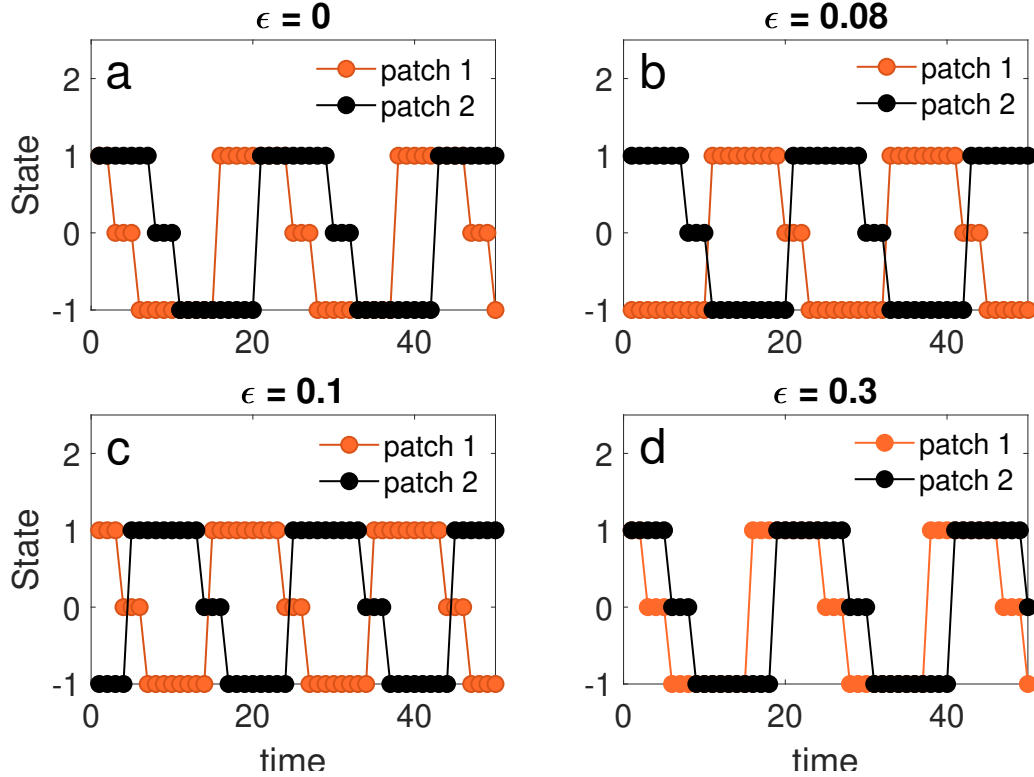 ϵ = 0
a
patch 1
patch 2
State
2
1
0
-1
0
20
40
ϵ = 0.08
b
patch 1
patch 2
2
1
0
-1
0
20
40
ϵ = 0.1
c
patch 1
patch 2
State
2
1
0
-1
0
20
40
time
ϵ = 0.3
d
patch 1
patch 2
2
1
0
-1
0
20
40
time